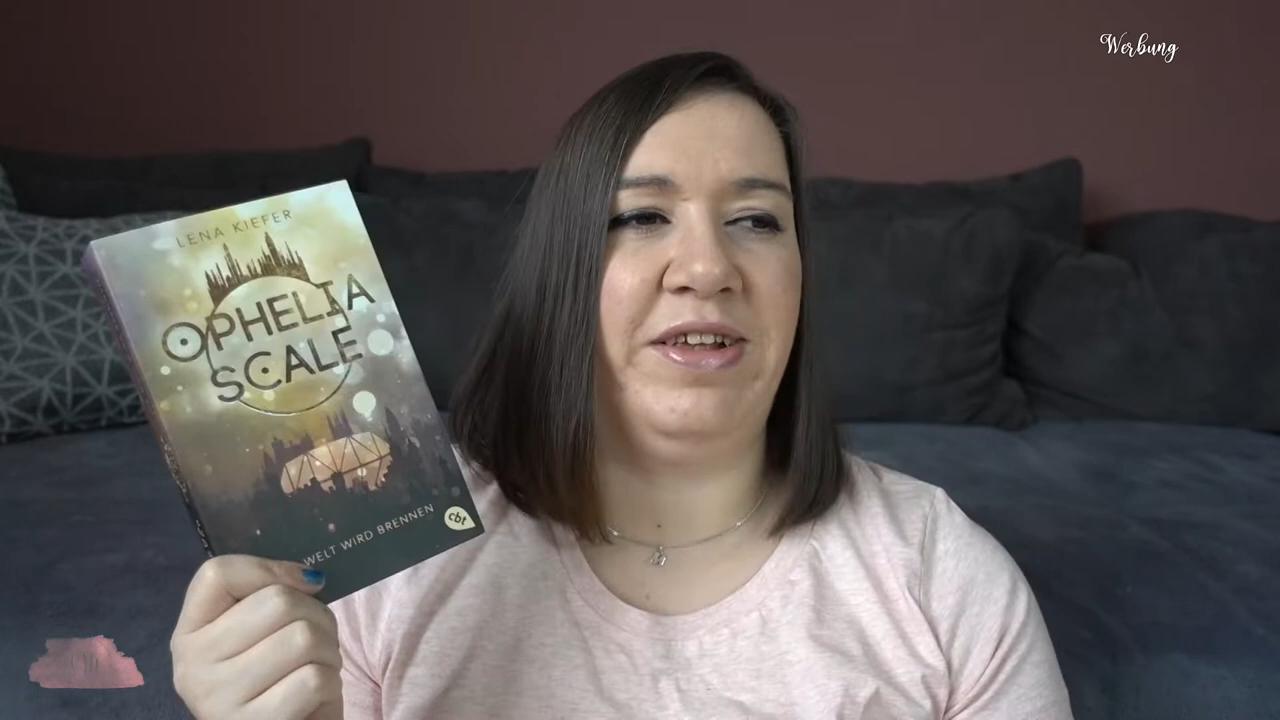 Werbung
LENA KIEFER
OPHELIA
SCALE
WELT WIRD BRENNEN
cbt